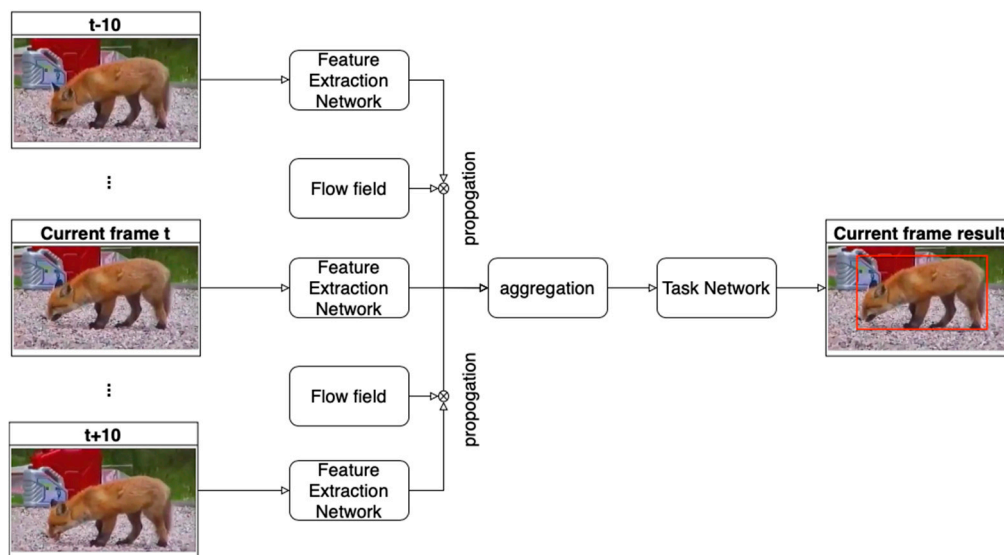 t-10
Feature
Extraction
Network
Flow field
propogation
Current frame t
Feature
Extraction
Network
aggregation
Task Network
Current frame result
Flow field
propogation
t+10
Feature
Extraction
Network